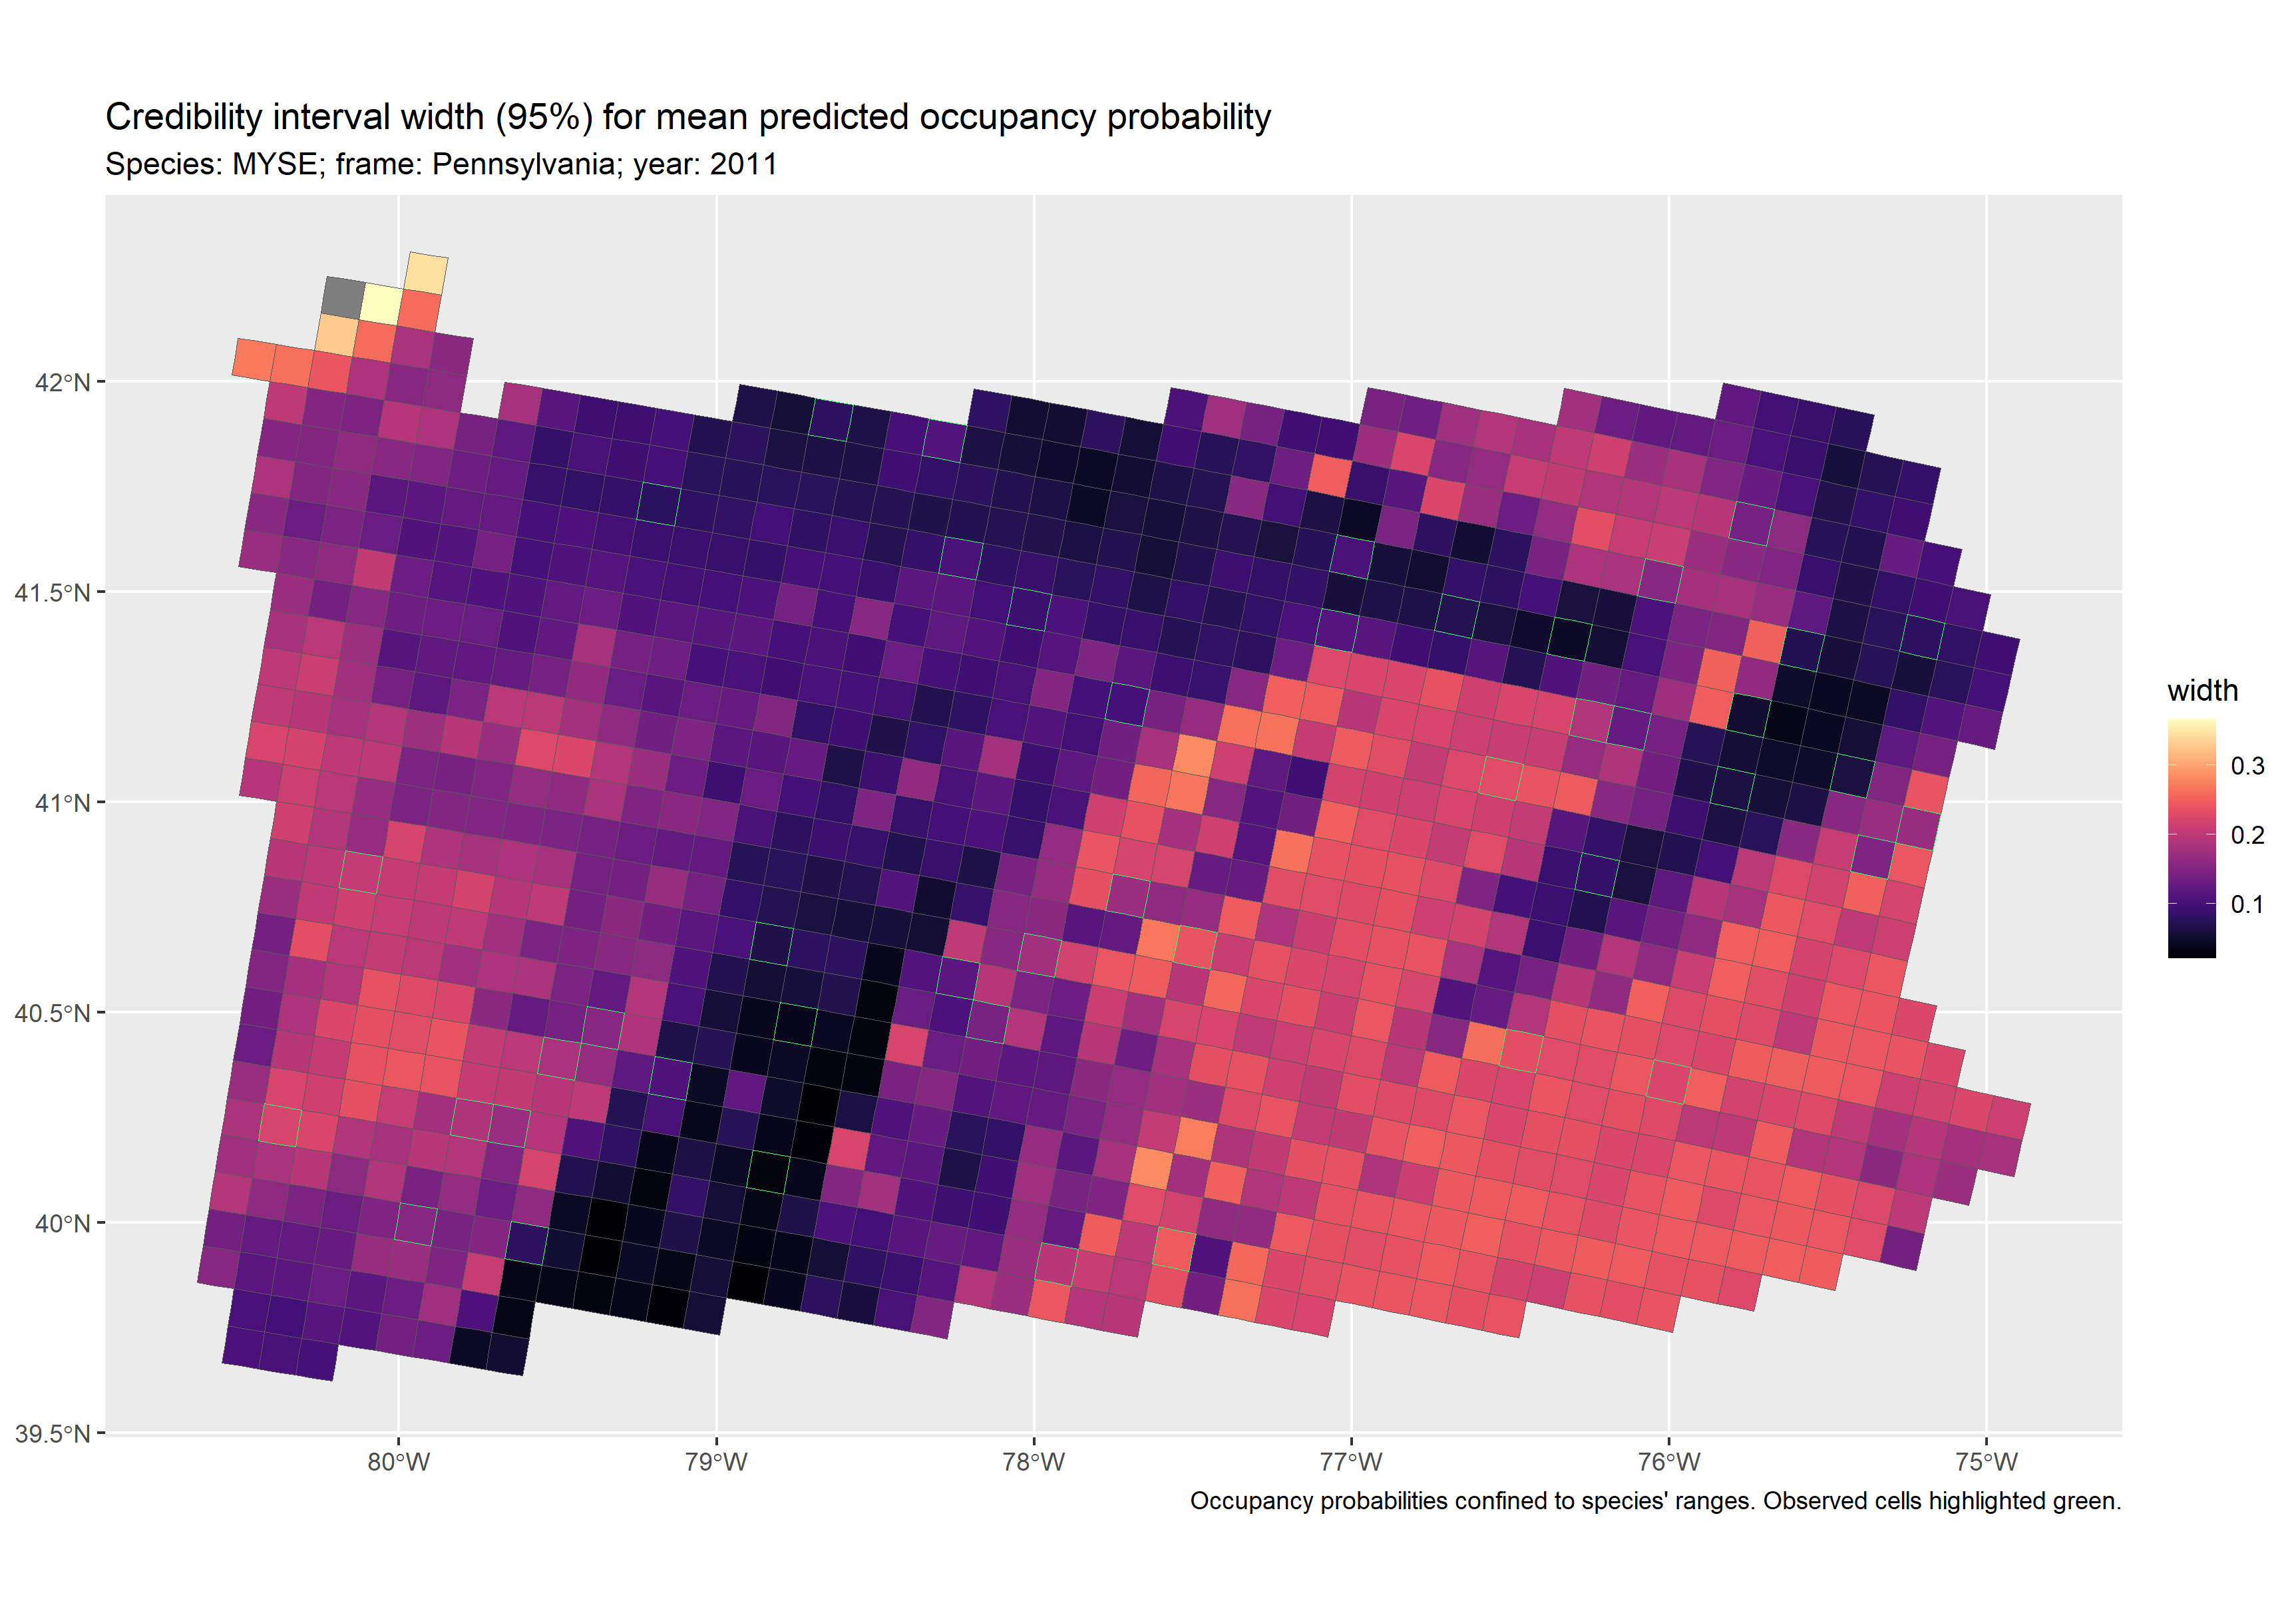 Credibility interval width (95%) for mean predicted occupancy probability
Species: MYSE; frame: Pennsylvania; year: 2011
42°N
41.5°N
41°N
40.5°N
40°N
39.5°N
80°W
79°W
78°W
77°W
76°W
75°W
width
0.3
0.2
0.1
Occupancy probabilities confined to species' ranges. Observed cells highlighted green.